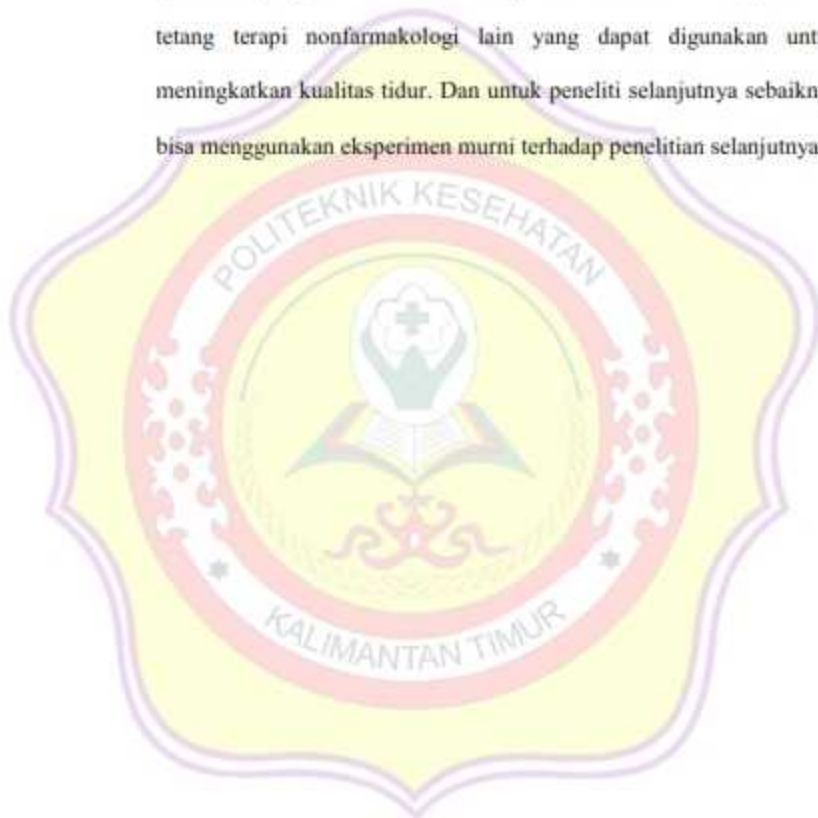 tetang terapi nonfarmakologi lain yang dapat digunakan unt
meningkatkan kualitas tidur. Dan untuk peneliti selanjutnya sebaikn
bisa menggunakan eksperimen murni terhadap penelitian selanjutnya
POLITEKNIK KESEHATAN
KALIMANTAN TIMUR